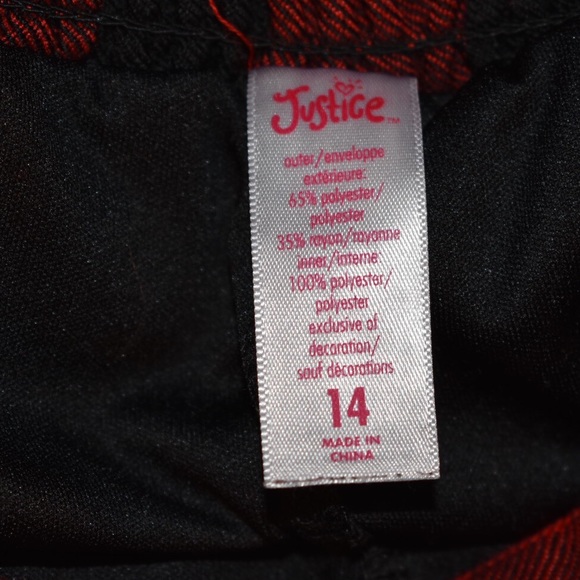 Justice™
outer/enveloppe
extérieure:
65% polyester/
polyester
35% rayon/rayonne
inner/interne:
100% polyester/
polyester
exclusive of
decoration/
sauf décorations
14
MADE IN
CHINA